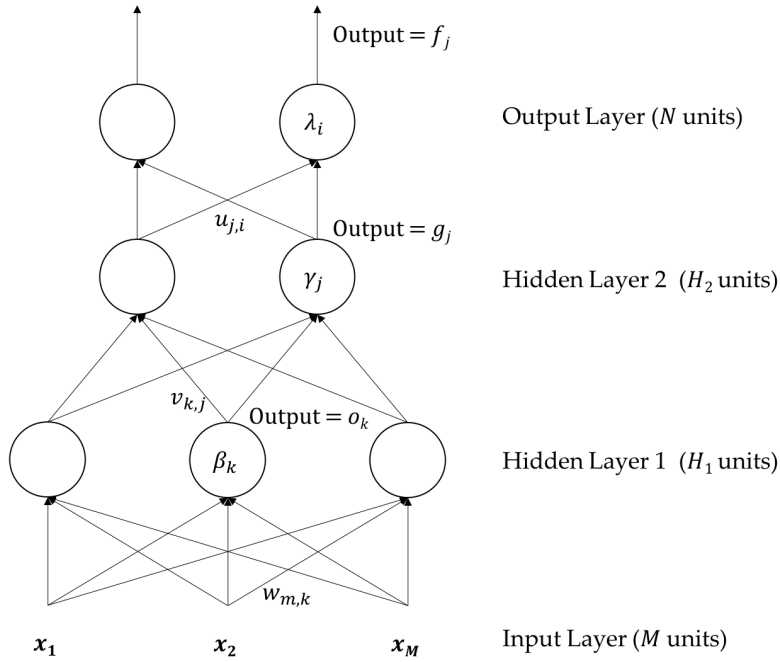 Output = f_j
λ_i
Output Layer (N units)
u_{j,i}
Output = g_j
γ_j
Hidden Layer 2 (H_2 units)
v_{k,j}
Output = o_k
β_k
Hidden Layer 1 (H_1 units)
w_{m,k}
x_1 x_2 x_M Input Layer (M units)